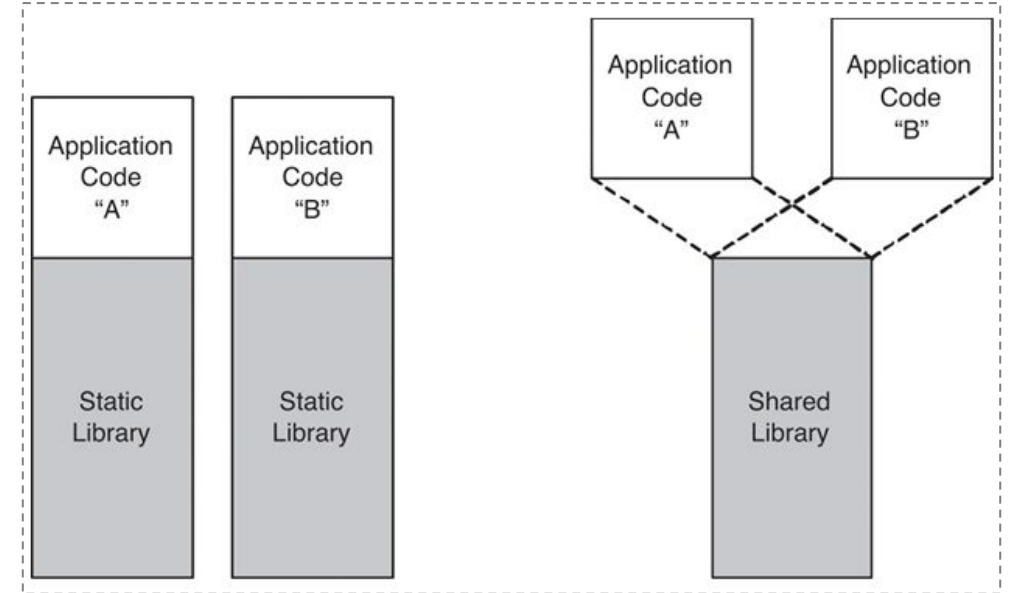 Application
Code
“A”
Application
Code
“B”
Application
Code
“A”
Application
Code
“B”
Static
Library
Static
Library
Shared
Library